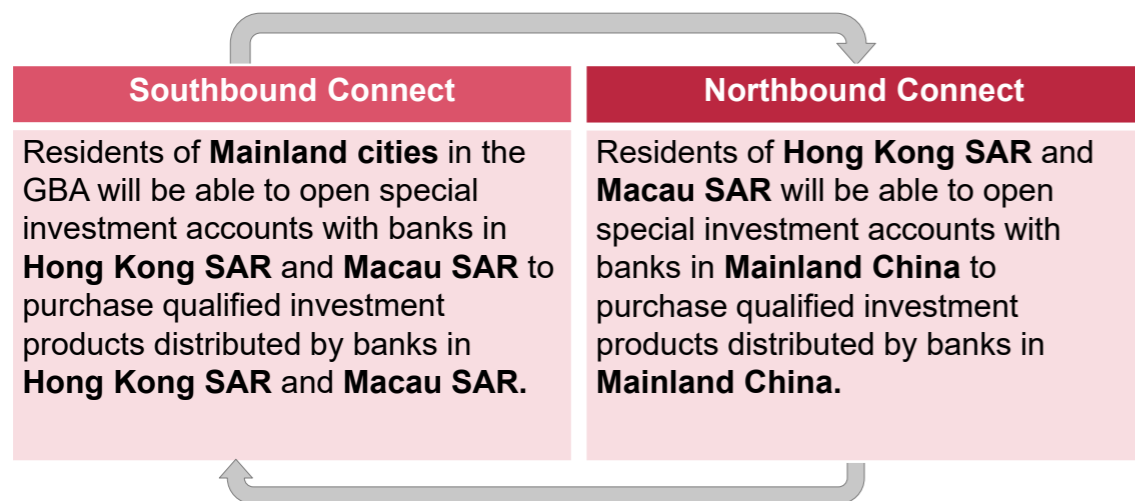 Southbound Connect
Residents of Mainland cities in the
GBA will be able to open special
investment accounts with banks in
Hong Kong SAR and Macau SAR to
purchase qualified investment
products distributed by banks in
Hong Kong SAR and Macau SAR.
Northbound Connect
Residents of Hong Kong SAR and
Macau SAR will be able to open
special investment accounts with
banks in Mainland China to
purchase qualified investment
products distributed by banks in
Mainland China.